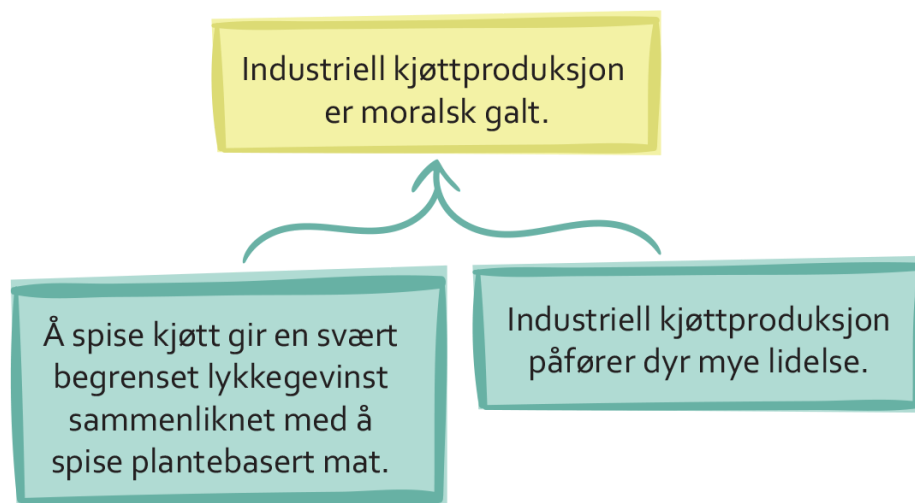 Industriell kjøttproduksjon
er moralsk galt.
Å spise kjøtt gir en svært
begrenset lykkegevinst
sammenliknet med å
spise plantebasert mat.
Industriell kjøttproduksjon
påfører dyr mye lidelse.